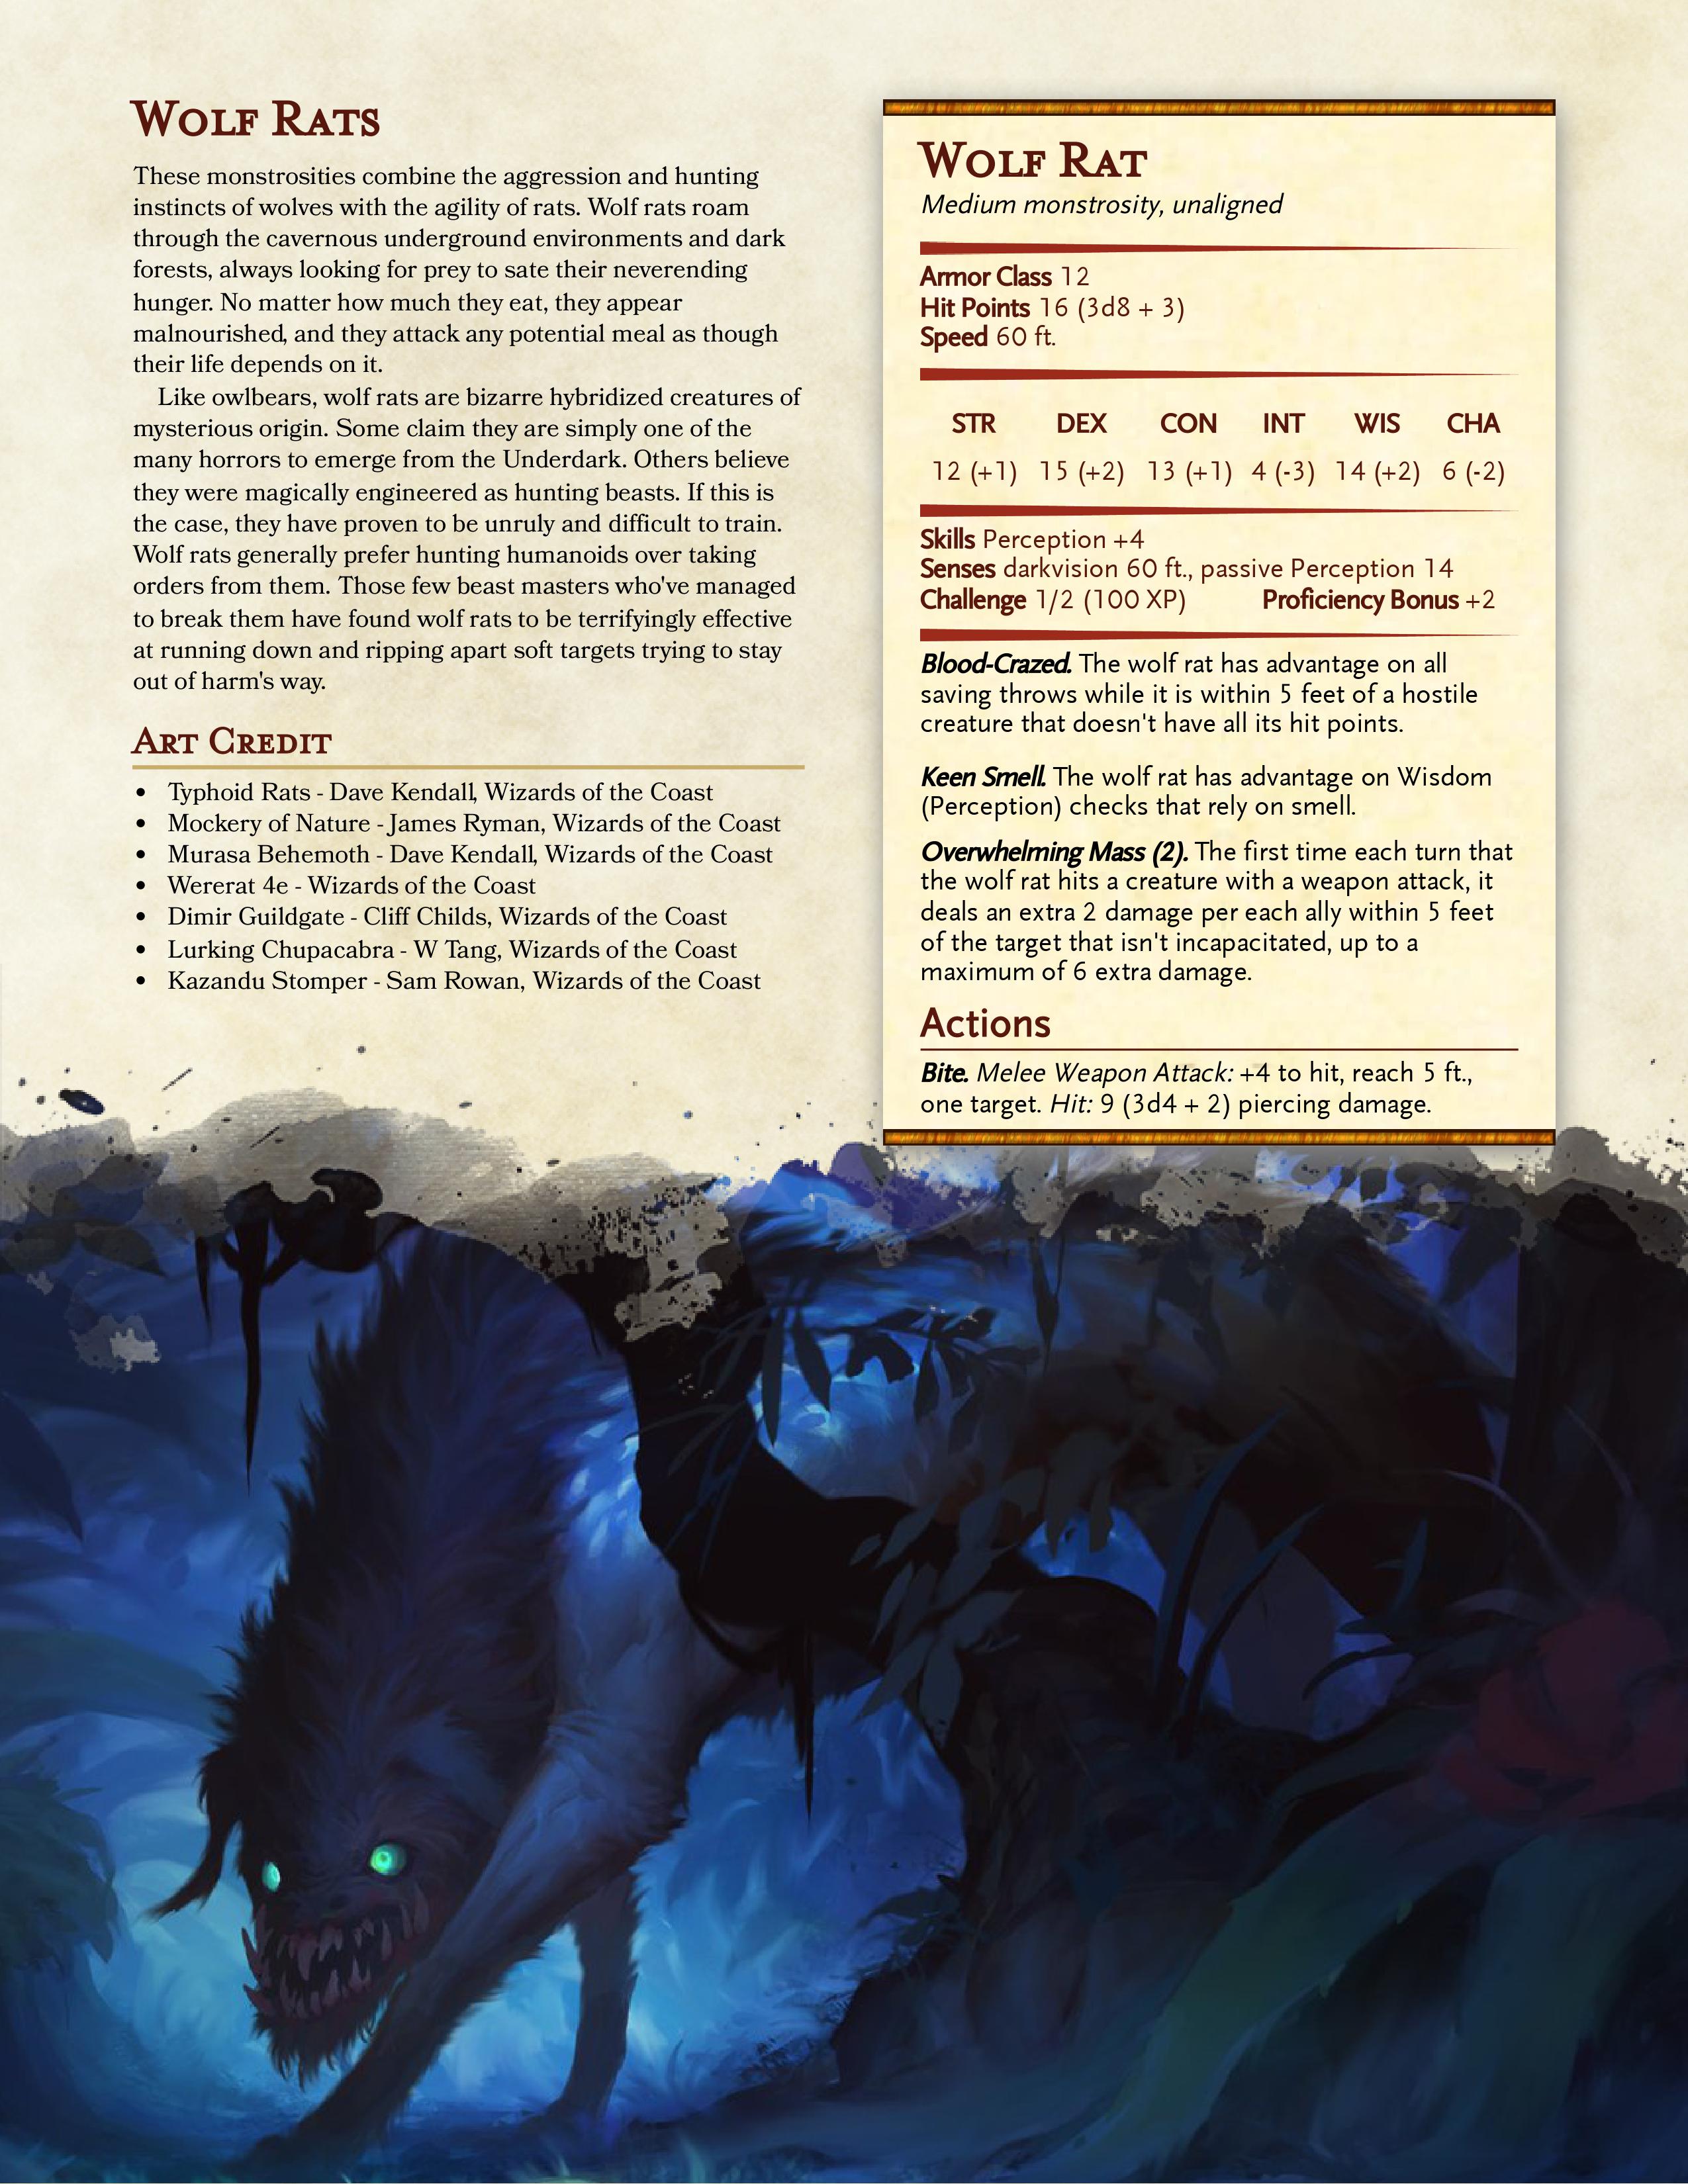 Wolf Rats
These monstrosities combine the aggression and hunting
instincts of wolves with the agility of rats. Wolf rats roam
through the cavernous underground environments and dark
forests, always looking for prey to sate their neverending
hunger. No matter how much they eat, they appear
malnourished, and they attack any potential meal as though
their life depends on it.
Like owlbears, wolf rats are bizarre hybridized creatures of
mysterious origin. Some claim they are simply one of the
many horrors to emerge from the Underdark. Others believe
they were magically engineered as hunting beasts. If this is
the case, they have proven to be unruly and difficult to train.
Wolf rats generally prefer hunting humanoids over taking
orders from them. Those few beast masters who've managed
to break them have found wolf rats to be terrifyingly effective
at running down and ripping apart soft targets trying to stay
out of harm's way.
Art Credit
• Typhoid Rats - Dave Kendall, Wizards of the Coast
• Mockery of Nature - James Ryman, Wizards of the Coast
• Murasa Behemoth - Dave Kendall, Wizards of the Coast
• Wererat 4e - Wizards of the Coast
• Dimir Guildgate - Cliff Childs, Wizards of the Coast
• Lurking Chupacabra - W Tang, Wizards of the Coast
• Kazandu Stomper - Sam Rowan, Wizards of the Coast
Wolf Rat
Medium monstrosity, unaligned
Armor Class 12
Hit Points 16 (3d8 + 3)
Speed 60 ft.
STR DEX CON INT WIS CHA
12 (+1) 15 (+2) 13 (+1) 4 (-3) 14 (+2) 6 (-2)
Skills Perception +4
Senses darkvision 60 ft., passive Perception 14
Challenge 1/2 (100 XP) Proficiency Bonus +2
Blood-Crazed. The wolf rat has advantage on all
saving throws while it is within 5 feet of a hostile
creature that doesn't have all its hit points.
Keen Smell. The wolf rat has advantage on Wisdom
(Perception) checks that rely on smell.
Overwhelming Mass (2). The first time each turn that
the wolf rat hits a creature with a weapon attack, it
deals an extra 2 damage per each ally within 5 feet
of the target that isn't incapacitated, up to a
maximum of 6 extra damage.
Actions
Bite. Melee Weapon Attack: +4 to hit, reach 5 ft.,
one target. Hit: 9 (3d4 + 2) piercing damage.